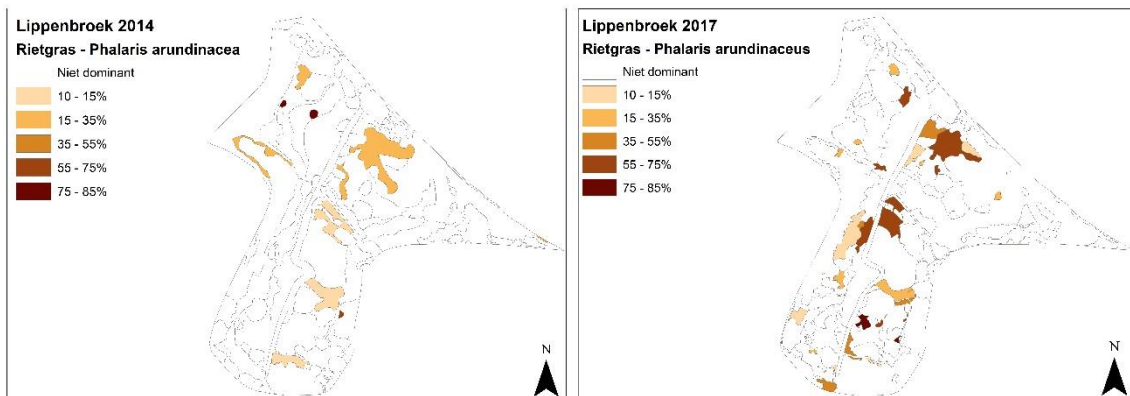 Lippenbroek 2014
Rietgras - Phalaris arundinacea
Niet dominant
10 - 15%
15 - 35%
35 - 55%
55 - 75%
75 - 85%
N
Lippenbroek 2017
Rietgras - Phalaris arundinaceus
Niet dominant
10 - 15%
15 - 35%
35 - 55%
55 - 75%
75 - 85%
N